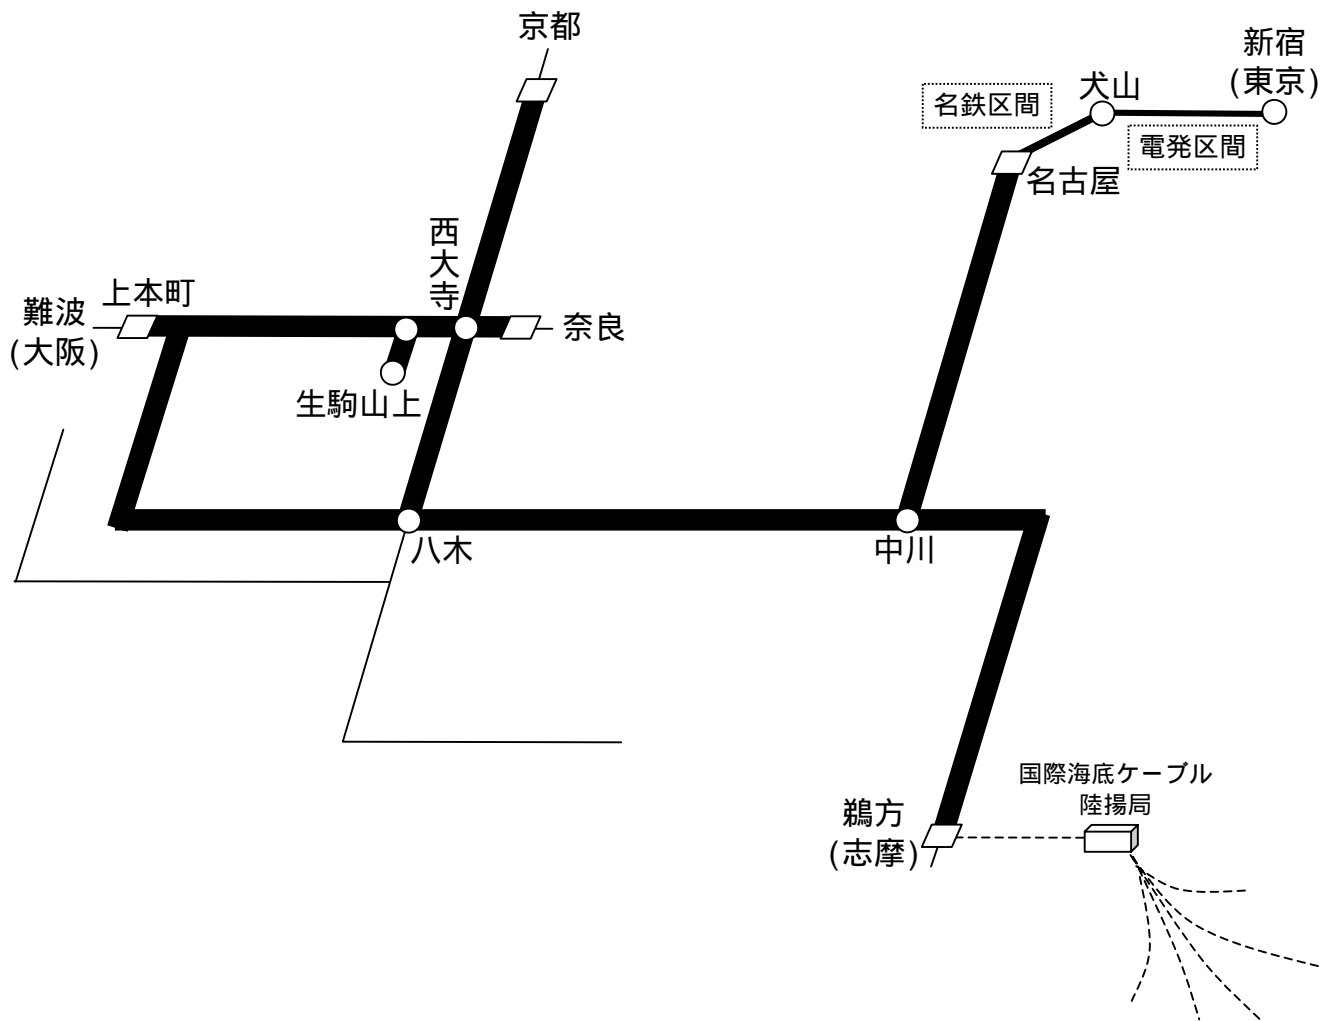 京都
新宿
(東京)
犬山
名鉄区間
電発区間
名古屋
西大寺
上本町
難波
(大阪)
奈良
生駒山上
八木
中川
国際海底ケーブル
陸揚局
鵜方
(志摩)